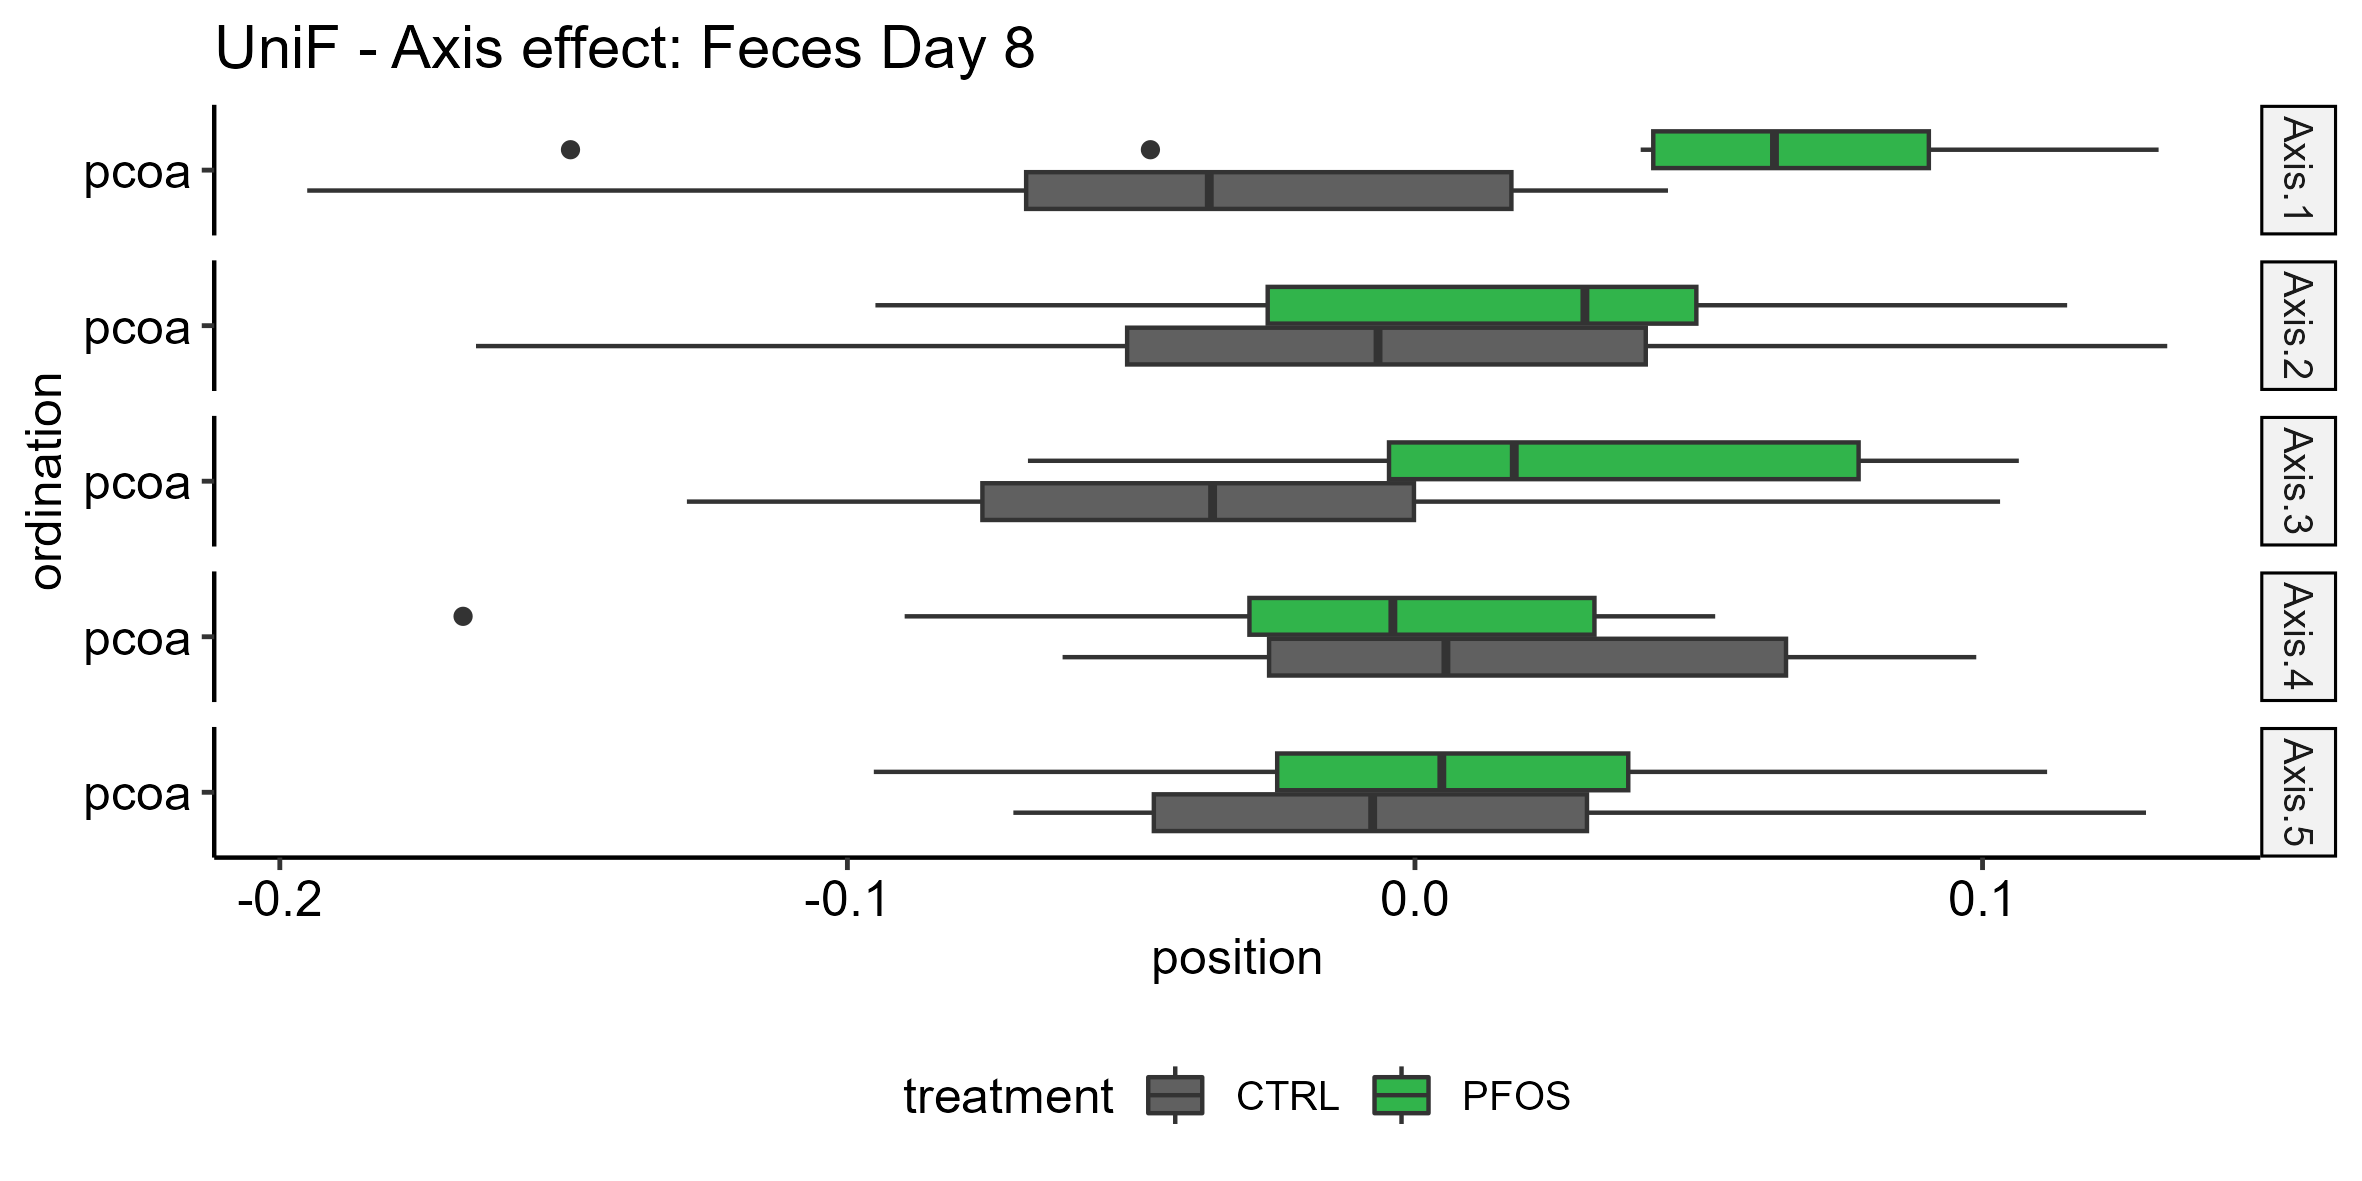 UniF - Axis effect: Feces Day 8
pcoa
Axis.1
pcoa
Axis.2
pcoa
Axis.3
pcoa
Axis.4
pcoa
Axis.5
ordination
-0.2 -0.1 0.0 0.1
position
treatment CTRL PFOS